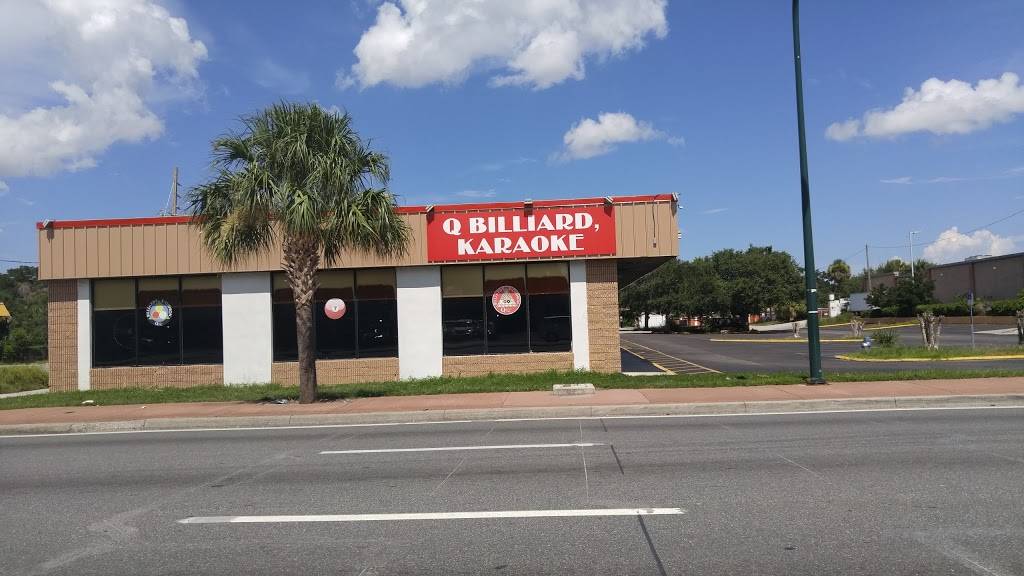 Q BILLIARD,
KARAOKE